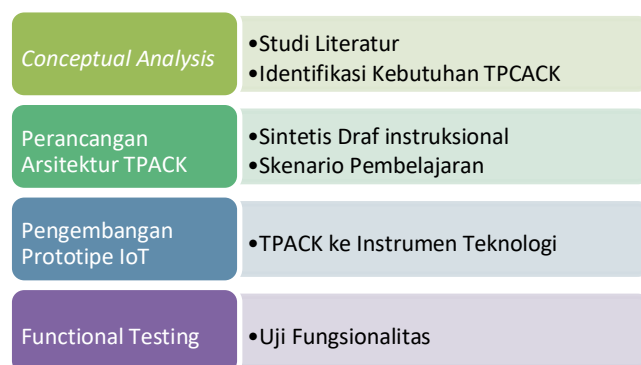 Conceptual Analysis
•Studi Literatur
•Identifikasi Kebutuhan TPCACK
Perancangan
Arsitektur TPACK
•Sintetis Draf instruksional
•Skenario Pembelajaran
Pengembangan
Prototipe IoT
•TPACK ke Instrumen Teknologi
Functional Testing
•Uji Fungsionalitas